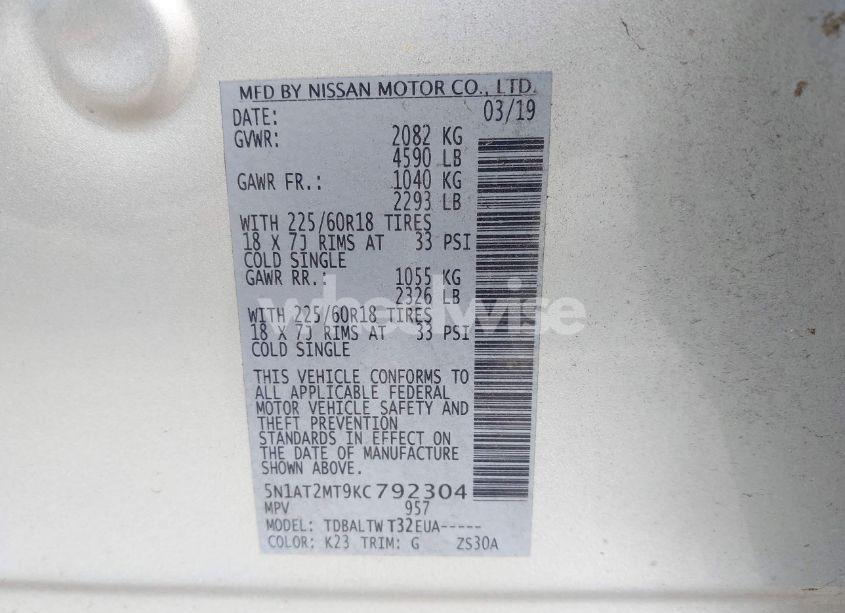 MFD BY NISSAN MOTOR CO., LTD.
DATE: 03/19
GVWR: 2082 KG
4590 LB
GAWR FR.: 1040 KG
2293 LB
WITH 225/60R18 TIRES
18 X 7J RIMS AT 33 PSI
COLD SINGLE
GAWR RR.: 1055 KG
2326 LB
WITH 225/60R18 TIRES
18 X 7J RIMS AT 33 PSI
COLD SINGLE
wheelwise
THIS VEHICLE CONFORMS TO
ALL APPLICABLE FEDERAL
MOTOR VEHICLE SAFETY AND
THEFT PREVENTION
STANDARDS IN EFFECT ON
THE DATE OF MANUFACTURE
SHOWN ABOVE.
5N1AT2MT9KC792304
MPV 957
MODEL: TDBALTW T32EUA-----
COLOR: K23 TRIM: G ZS30A